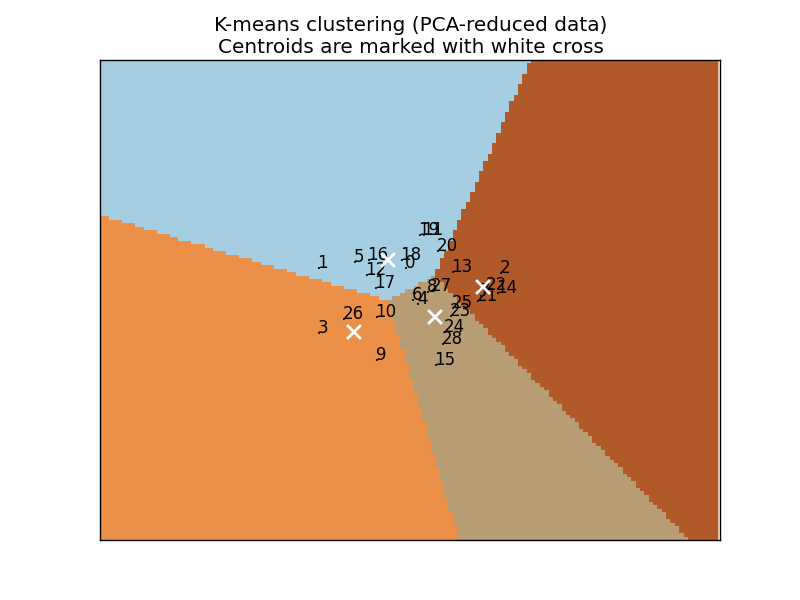 K-means clustering (PCA-reduced data)
Centroids are marked with white cross
19 11
20
5 16 18
1 12 0 13 2
17 8 27 22 14
6 4 21
25
26 10 23
3 24
28
9 15